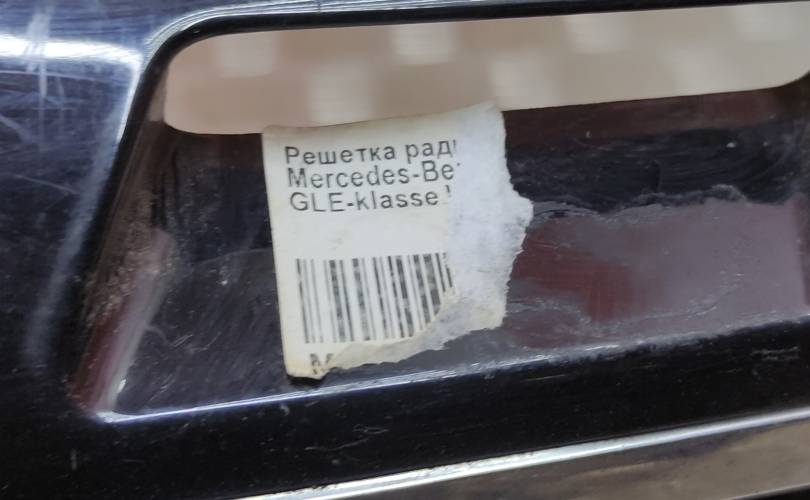 Решетка рад
Mercedes-Be
GLE-klasse
M